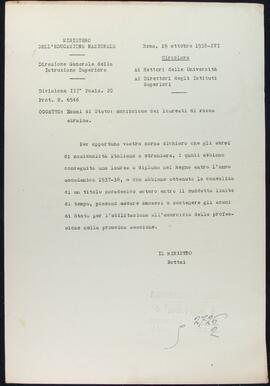 MINISTERO
DELL'EDUCAZIONE NAZIONALE
Roma, 19 ottobre 1938-XVI
Direzione Generale della
Istruzione Superiore
Circolare
Ai Rettori delle Università
Ai Direttori degli Istituti
Superiori
Divisione III^ Posiz. 20
Prot. N. 6546
OGGETTO: Esami di Stato: ammissione dei laureati di razza
ebraica.
Per opportuna vostra norma dichiaro che gli ebrei
di nazionalità italiana o straniera, i quali abbiano
conseguito una laurea o diploma nel Regno entro l'anno
accademico 1937-38, o che abbiano ottenuto la convalida
di un titolo accademico estero entro il suddetto limite
di tempo, possono essere ammessi a sostenere gli esami
di Stato per l'abilitazione all'esercizio della profes-
sione nella prossima sessione.
IL MINISTRO
Bottai
2726
2